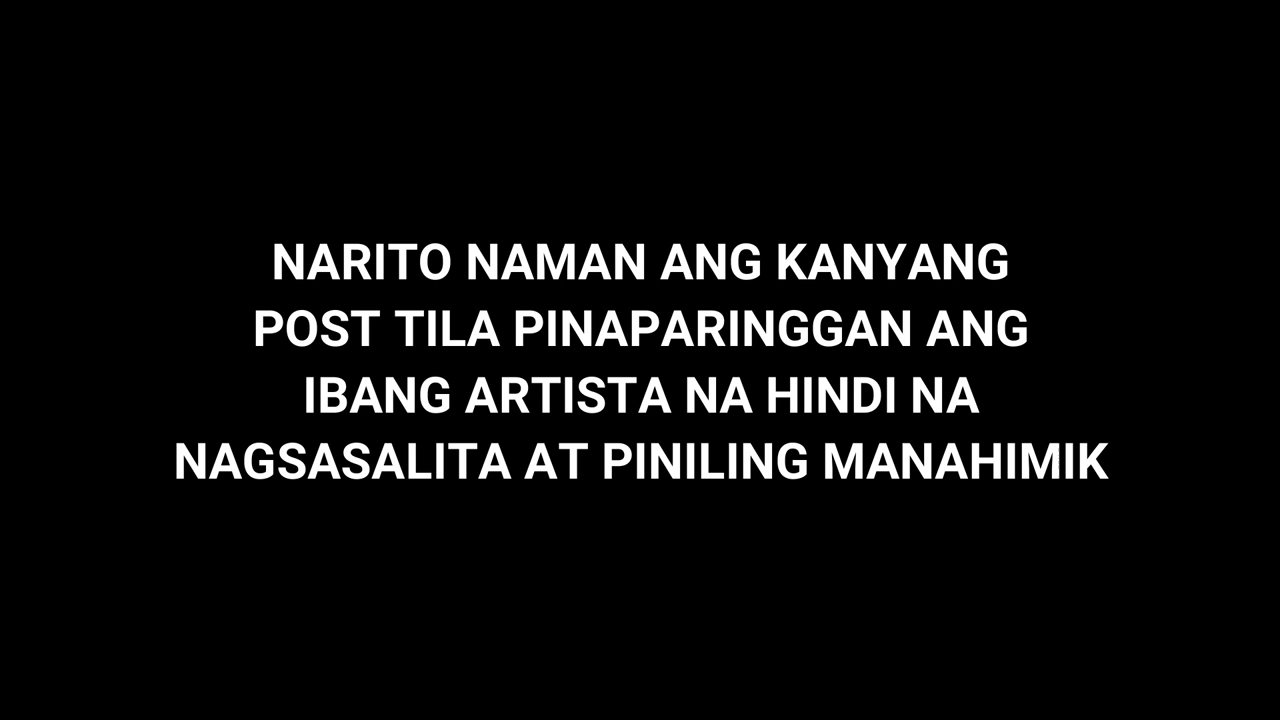 NARITO NAMAN ANG KANYANG
POST TILA PINAPARINGGAN ANG
IBANG ARTISTA NA HINDI NA
NAGSASALITA AT PINILING MANAHIMIK